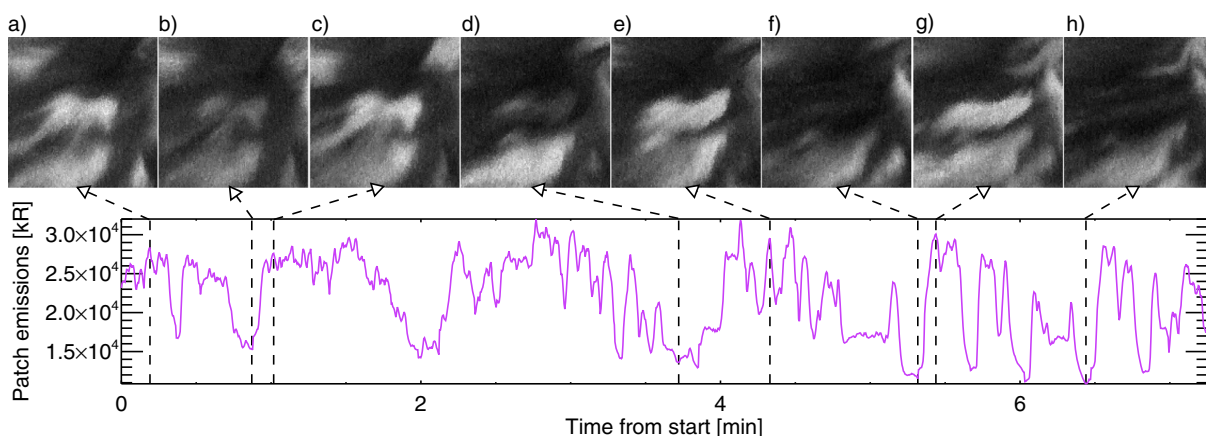 a) b) c) d) e) f) g) h)
Patch emissions [kR]
3.0×10⁴
2.5×10⁴
2.0×10⁴
1.5×10⁴
0 2 4 6
Time from start [min]